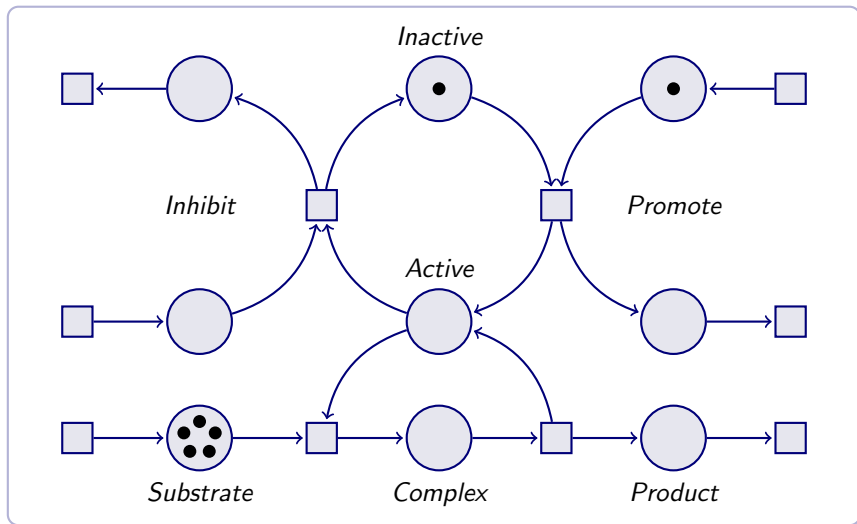 Inactive
Inhibit
Promote
Active
Substrate
Complex
Product